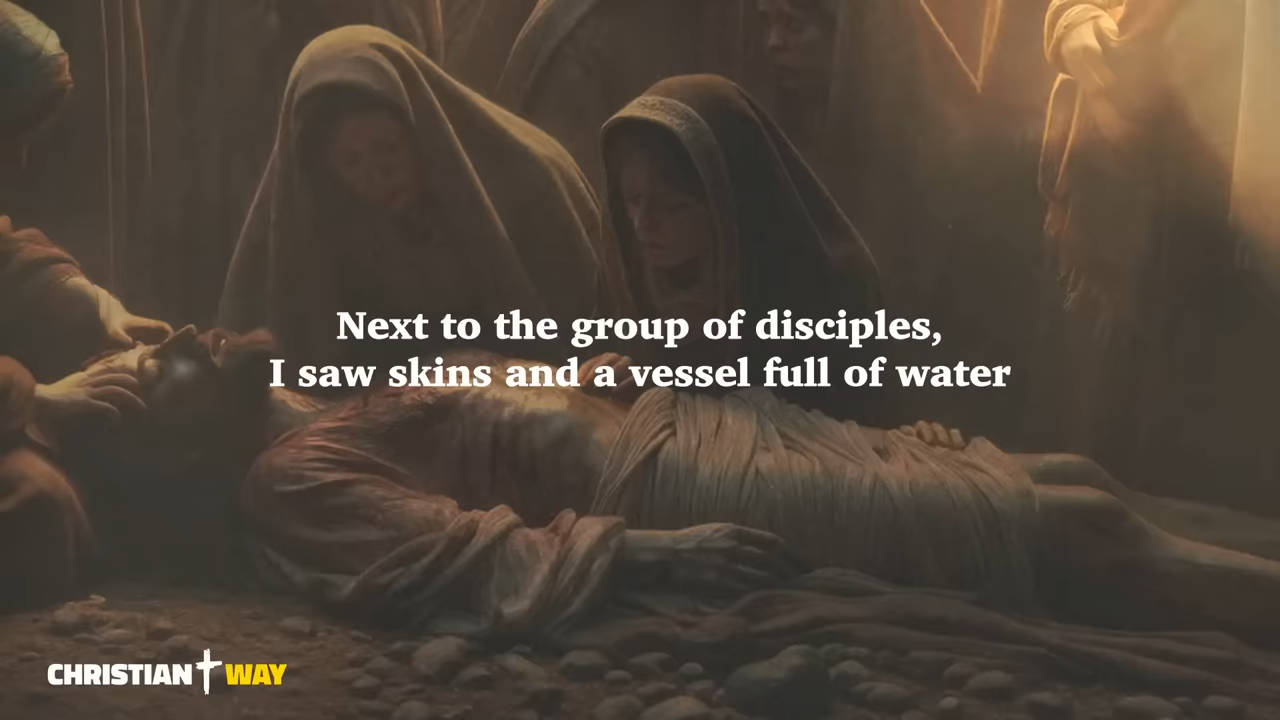 Next to the group of disciples,
I saw skins and a vessel full of water
CHRISTIAN WAY